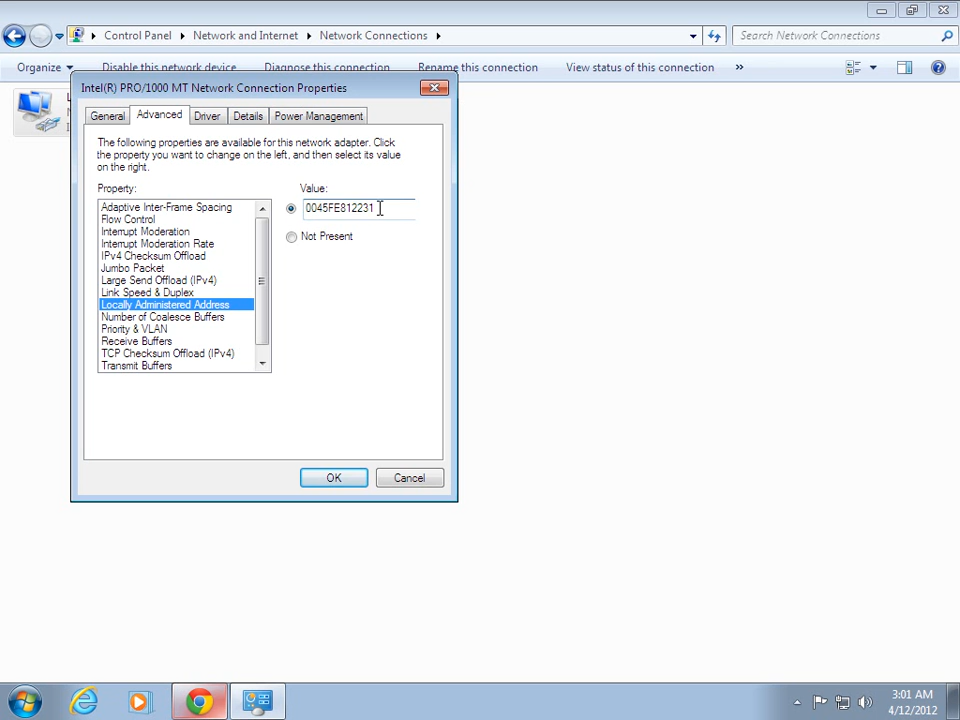 Control Panel
Network and Internet
Network Connections
Search Network Connections
Organize
Disable this network device
Diagnose this connection
Rename this connection
View status of this connection
»
Intel(R) PRO/1000 MT Network Connection Properties
General
Advanced
Driver
Details
Power Management
The following properties are available for this network adapter. Click
the property you want to change on the left, and then select its value
on the right.
Property:
Value:
Adaptive Inter-Frame Spacing
Flow Control
Interrupt Moderation
Interrupt Moderation Rate
IPv4 Checksum Offload
Jumbo Packet
Large Send Offload (IPv4)
Link Speed & Duplex
Locally Administered Address
Number of Coalesce Buffers
Priority & VLAN
Receive Buffers
TCP Checksum Offload (IPv4)
Transmit Buffers
0045FE812231
Not Present
OK
Cancel
3:01 AM
4/12/2012